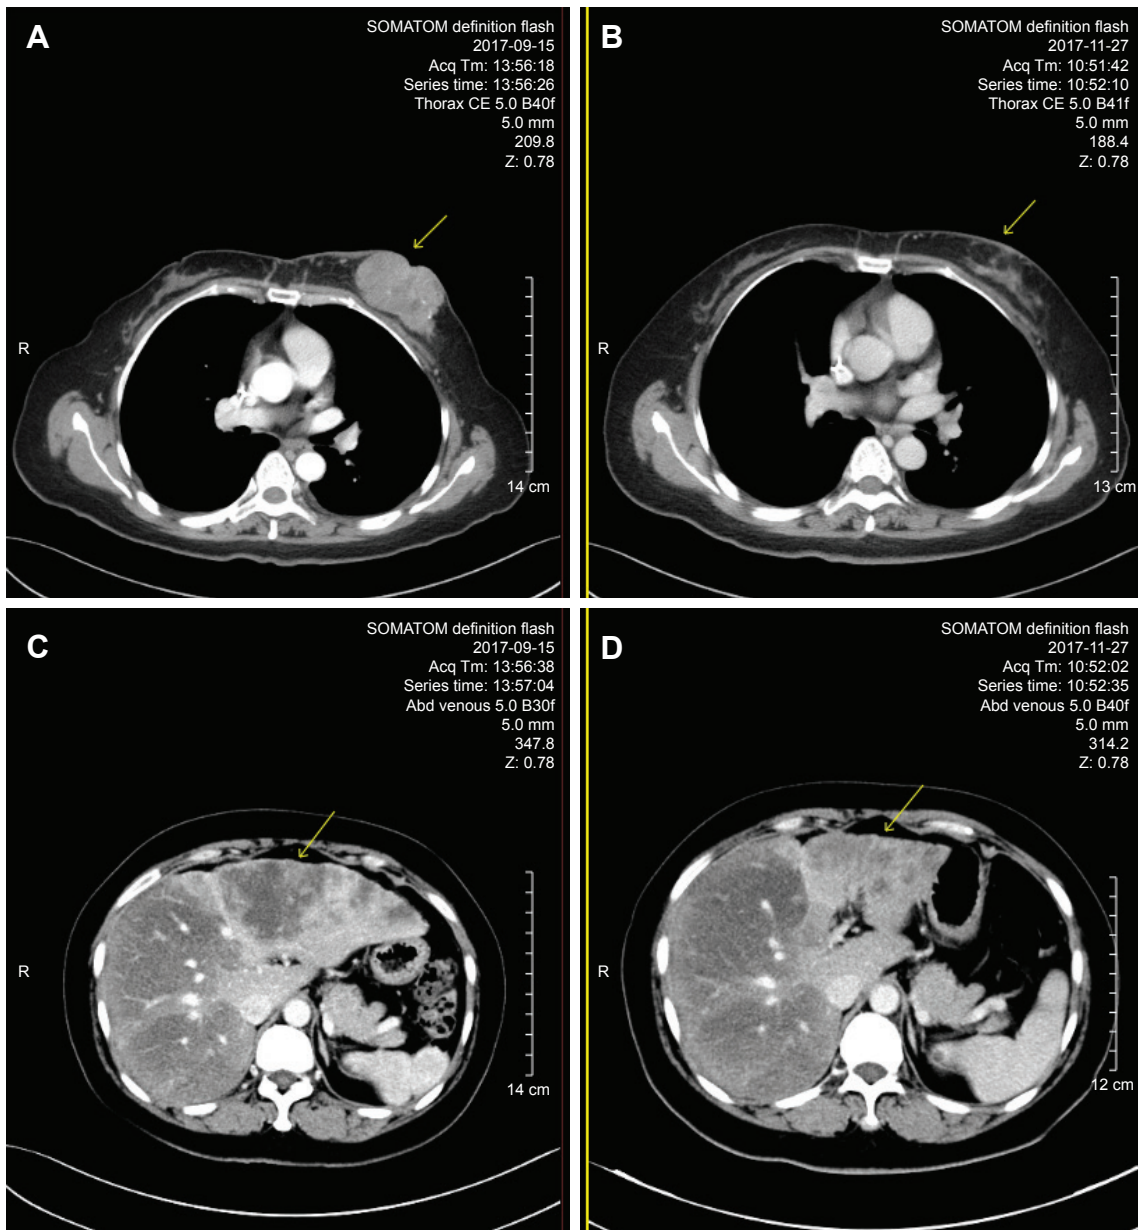 A
SOMATOM definition flash
2017-09-15
Acq Tm: 13:56:18
Series time: 13:56:26
Thorax CE 5.0 B40f
5.0 mm
209.8
Z: 0.78
R
14 cm
B
SOMATOM definition flash
2017-11-27
Acq Tm: 10:51:42
Series time: 10:52:10
Thorax CE 5.0 B41f
5.0 mm
188.4
Z: 0.78
R
13 cm
C
SOMATOM definition flash
2017-09-15
Acq Tm: 13:56:38
Series time: 13:57:04
Abd venous 5.0 B30f
5.0 mm
347.8
Z: 0.78
R
14 cm
D
SOMATOM definition flash
2017-11-27
Acq Tm: 10:52:02
Series time: 10:52:35
Abd venous 5.0 B40f
5.0 mm
314.2
Z: 0.78
R
12 cm